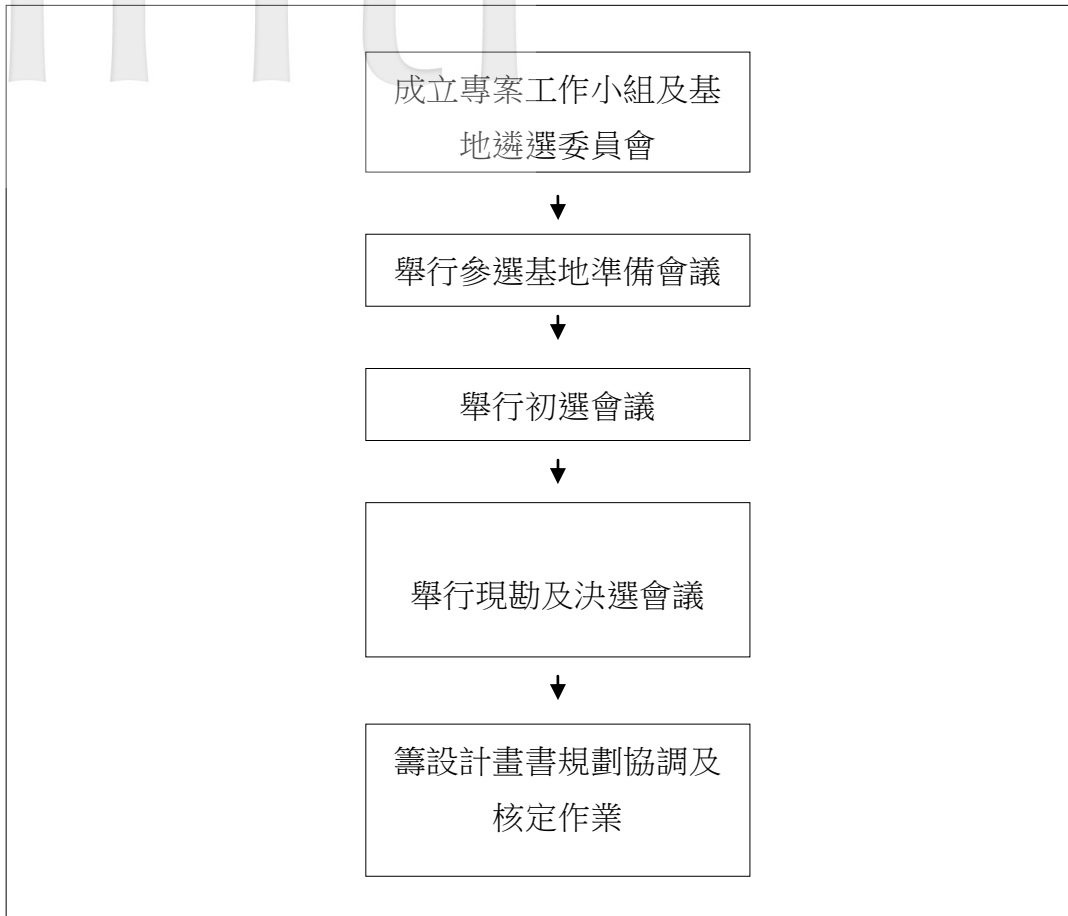 成立專案工作小組及基
地遴選委員會
舉行參選基地準備會議
舉行初選會議
舉行現勘及決選會議
籌設計畫書規劃協調及
核定作業